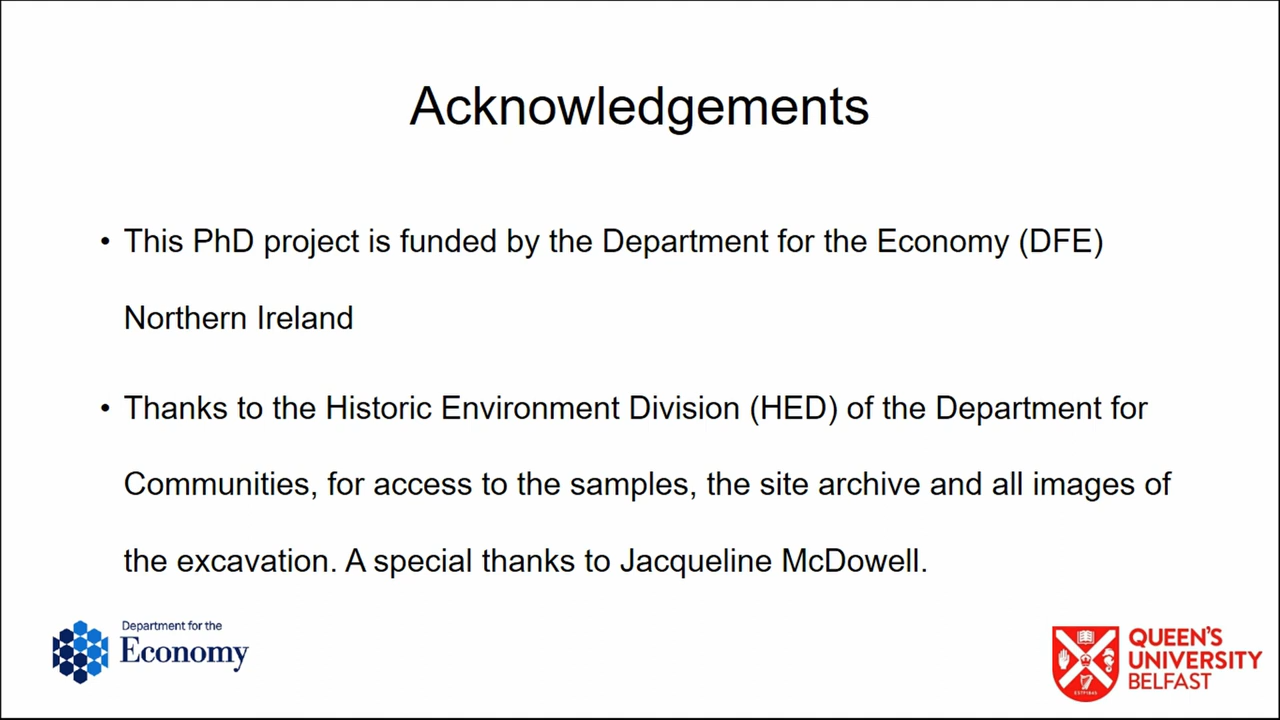 Acknowledgements
• This PhD project is funded by the Department for the Economy (DFE)
Northern Ireland
• Thanks to the Historic Environment Division (HED) of the Department for
Communities, for access to the samples, the site archive and all images of
the excavation. A special thanks to Jacqueline McDowell.
Department for the
Economy
QUEEN'S
UNIVERSITY
BELFAST
ESTD1845